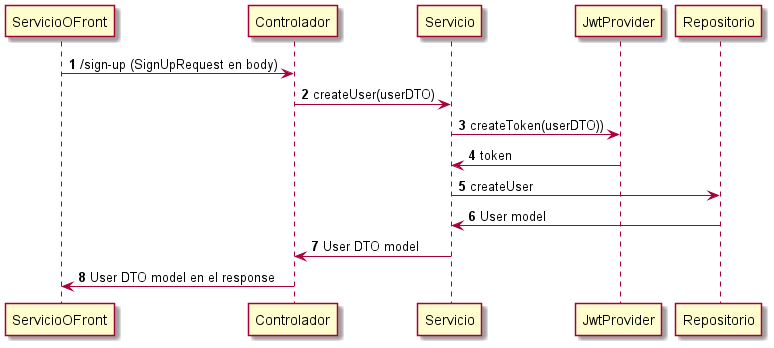 ServicioOFront Controlador Servicio JwtProvider Repositorio
1 /sign-up (SignUpRequest en body)
2 createUser(userDTO)
3 createToken(userDTO))
4 token
5 createUser
6 User model
7 User DTO model
8 User DTO model en el response
ServicioOFront Controlador Servicio JwtProvider Repositorio